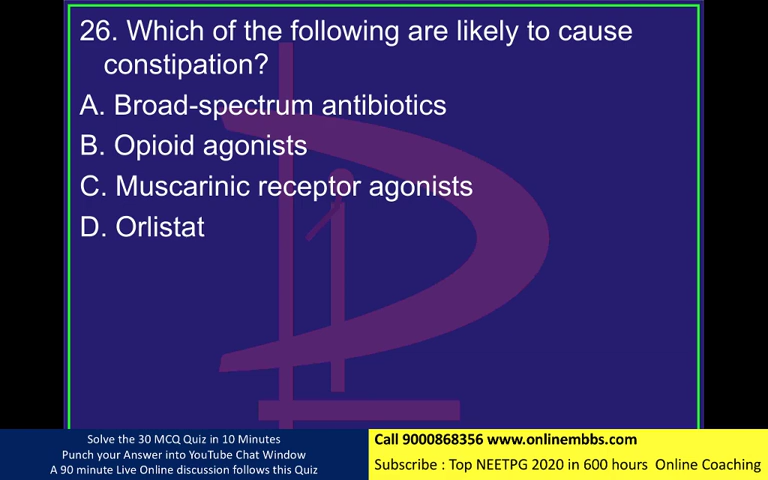 26. Which of the following are likely to cause
constipation?
A. Broad-spectrum antibiotics
B. Opioid agonists
C. Muscarinic receptor agonists
D. Orlistat
Solve the 30 MCQ Quiz in 10 Minutes
Punch your Answer into YouTube Chat Window
A 90 minute Live Online discussion follows this Quiz
Call 9000868356 www.onlinembbs.com
Subscribe : Top NEETPG 2020 in 600 hours Online Coaching